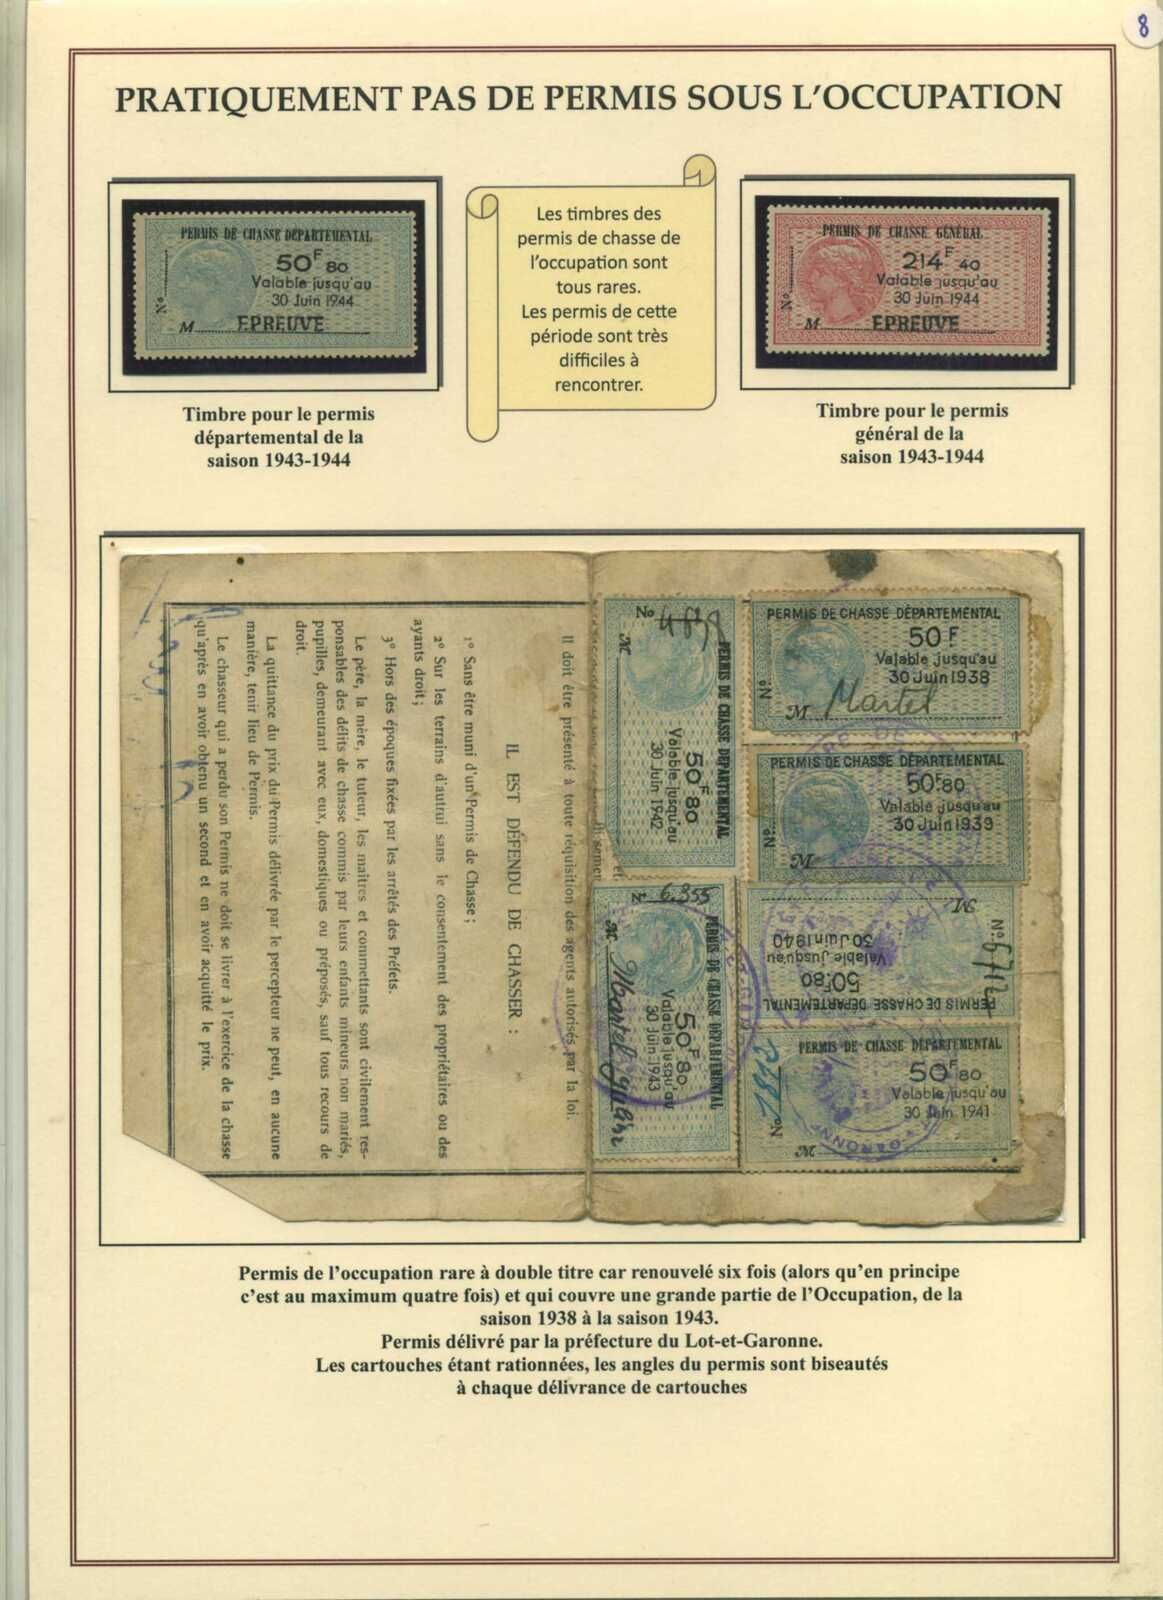 8
PRATIQUEMENT PAS DE PERMIS SOUS L'OCCUPATION
PERMIS DE CHASSE DÉPARTEMENTAL
50F 80
Valable jusqu'au
30 Juin 1944
No
M
EPREUVE
Timbre pour le permis
départemental de la
saison 1943-1944
Les timbres des
permis de chasse de
l'occupation sont
tous rares.
Les permis de cette
période sont très
difficiles à
rencontrer.
PERMIS DE CHASSE GÉNÉRAL
214F 40
Valable jusqu'au
30 Juin 1944
No
M
EPREUVE
Timbre pour le permis
général de la
saison 1943-1944
Il doit être présenté à toute réquisition des agents autorisés par la loi.
IL EST DÉFENDU DE CHASSER :
1° Sans être muni d'un Permis de Chasse ;
2° Sur les terrains d'autrui sans le consentement des propriétaires ou des
ayants droit ;
3° Hors des époques fixées par les arrêtés des Préfets.
Le père, la mère, le tuteur, les maîtres et commettants sont civilement res-
ponsables des délits de chasse commis par leurs enfants mineurs non mariés,
pupilles, demeurant avec eux, domestiques ou préposés, sauf tous recours de
droit.
La quittance du prix du Permis délivrée par le percepteur ne peut, en aucune
manière, tenir lieu de Permis.
Le chasseur qui a perdu son Permis ne doit se livrer à l'exercice de la chasse
qu'après en avoir obtenu un second et en avoir acquitté le prix.
No
M
PERMIS DE CHASSE DÉPARTEMENTAL
50F 80
Valable jusqu'au
30 Juin 1942
No 6.355
PERMIS DE CHASSE DÉPARTEMENTAL
50F 80
Valable jusqu'au
30 Juin 1943
M Martel
PERMIS DE CHASSE DÉPARTEMENTAL
50 F
Valable jusqu'au
30 Juin 1938
No
M Martel
PERMIS DE CHASSE DÉPARTEMENTAL
50F.80
Valable jusqu'au
30 Juin 1939
No
M
PERMIS DE CHASSE DÉPARTEMENTAL
50F.80
Valable Jusqu'au
30 Juin 1940
No 6712
M
PERMIS DE CHASSE DÉPARTEMENTAL
50F 80
Valable jusqu'au
30 Juin 1941
No
M
GARONNE
Permis de l'occupation rare à double titre car renouvelé six fois (alors qu'en principe
c'est au maximum quatre fois) et qui couvre une grande partie de l'Occupation, de la
saison 1938 à la saison 1943.
Permis délivré par la préfecture du Lot-et-Garonne.
Les cartouches étant rationnées, les angles du permis sont biseautés
à chaque délivrance de cartouches